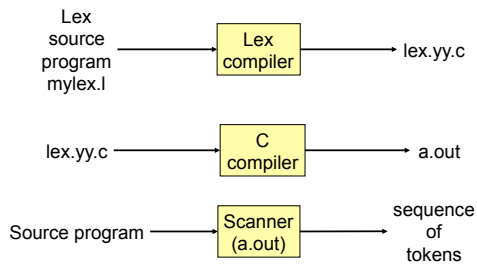 Lex
source
program
mylex.l
Lex
compiler
lex.yy.c
lex.yy.c
C
compiler
a.out
Source program
Scanner
(a.out)
sequence
of
tokens